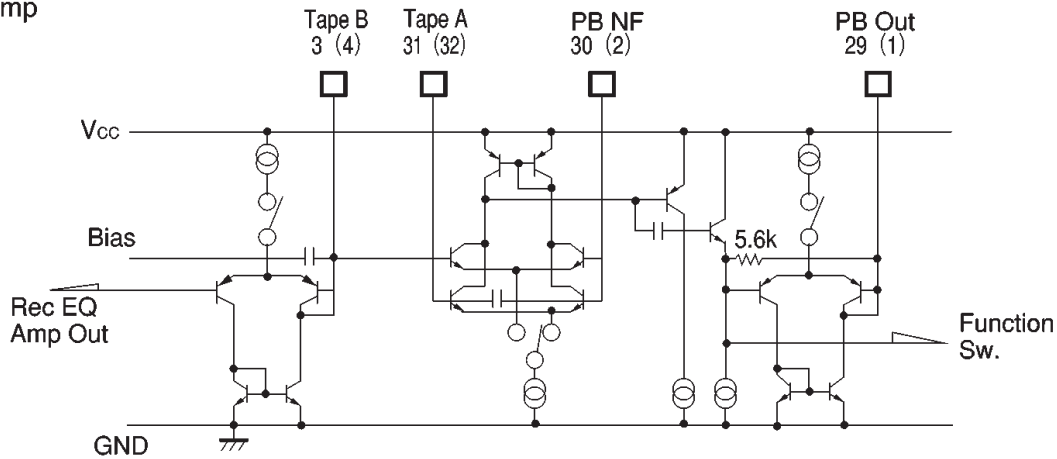 mp
Tape B
3 (4)
Tape A
31 (32)
PB NF
30 (2)
PB Out
29 (1)
Vcc
Bias
5.6k
Rec EQ
Amp Out
Function
Sw.
GND